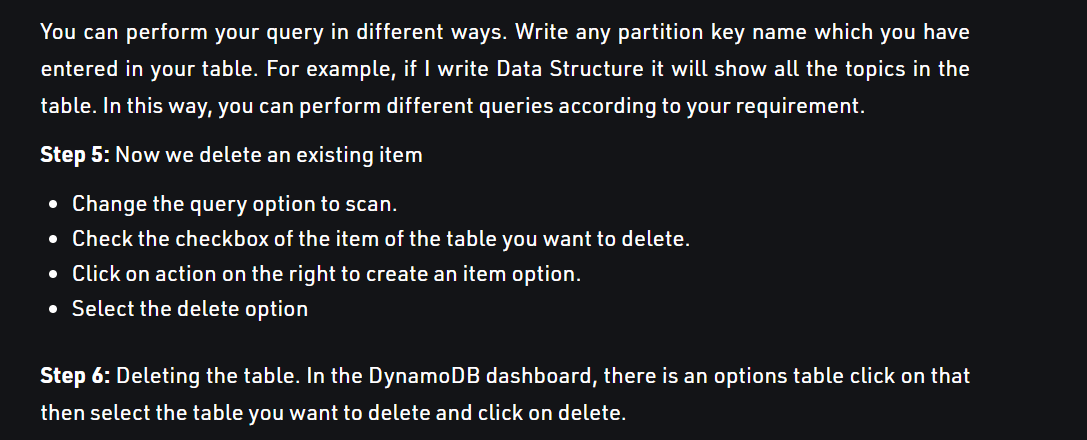 You can perform your query in different ways. Write any partition key name which you have
entered in your table. For example, if I write Data Structure it will show all the topics in the
table. In this way, you can perform different queries according to your requirement.
Step 5: Now we delete an existing item
• Change the query option to scan.
• Check the checkbox of the item of the table you want to delete.
• Click on action on the right to create an item option.
• Select the delete option
Step 6: Deleting the table. In the DynamoDB dashboard, there is an options table click on that
then select the table you want to delete and click on delete.